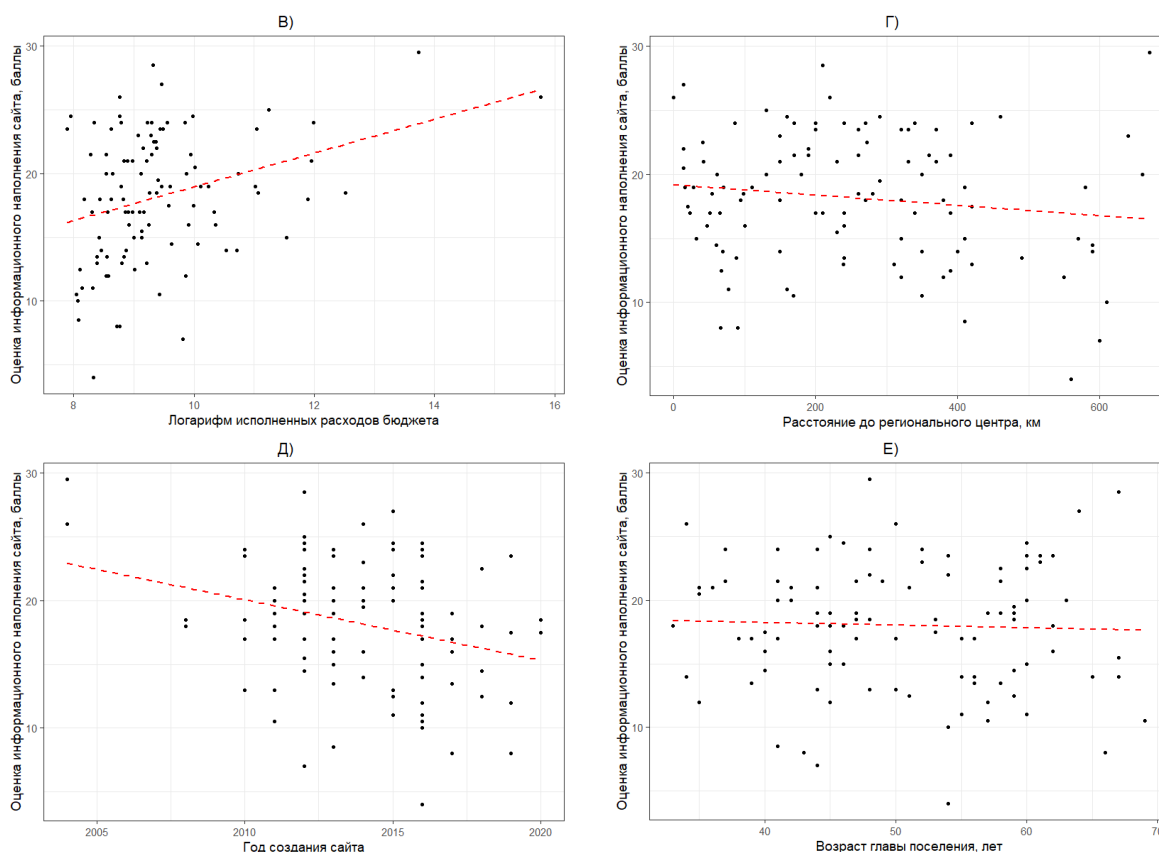 В)
Оценка информационного наполнения сайта, баллы
30
20
10
8
10
12
14
16
Логарифм исполненных расходов бюджета
Г)
Оценка информационного наполнения сайта, баллы
30
20
10
0
200
400
600
Расстояние до регионального центра, км
Д)
Оценка информационного наполнения сайта, баллы
30
20
10
2005
2010
2015
2020
Год создания сайта
Е)
Оценка информационного наполнения сайта, баллы
30
20
10
40
50
60
70
Возраст главы поселения, лет